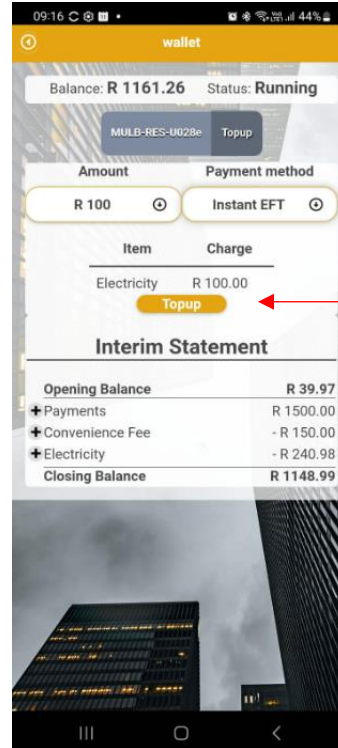 09:16 44%
wallet
Balance: R 1161.26 Status: Running
MULB-RES-U028e Topup
Amount Payment method
R 100 Instant EFT
Item Charge
Electricity R 100.00
Topup
Interim Statement
Opening Balance R 39.97
+Payments R 1500.00
+Convenience Fee - R 150.00
+Electricity - R 240.98
Closing Balance R 1148.99